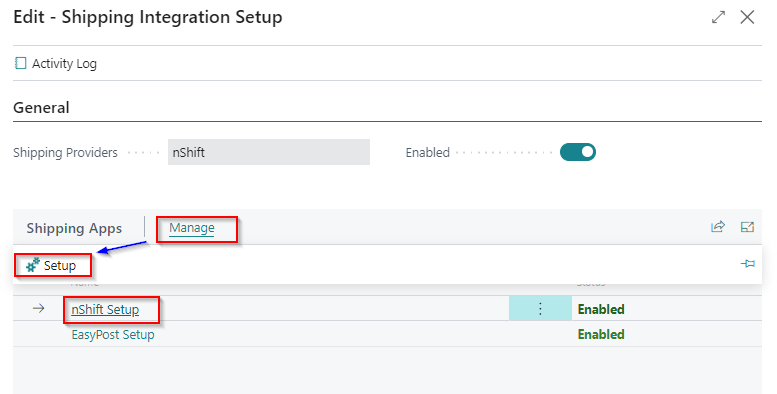 Edit - Shipping Integration Setup
Activity Log
General
Shipping Providers nShift Enabled
Shipping Apps Manage
Setup
Name Status
nShift Setup Enabled
EasyPost Setup Enabled